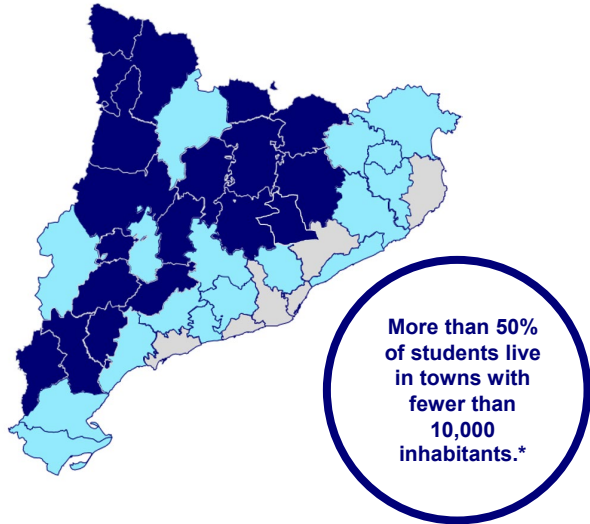 More than 50%
of students live
in towns with
fewer than
10,000
inhabitants.*